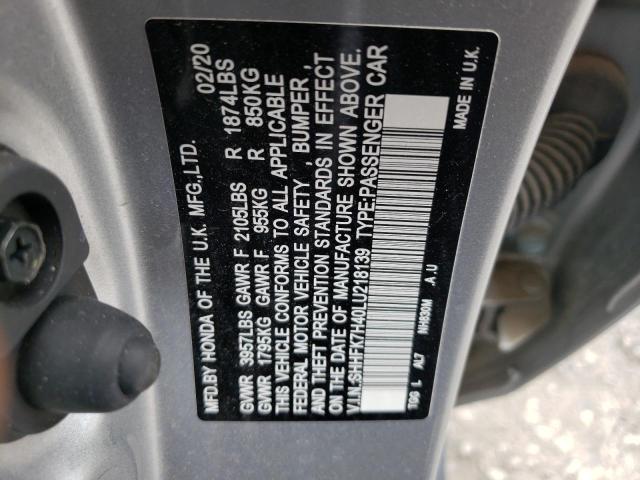 MFD.BY HONDA OF THE U.K. MFG.,LTD. 02/20
GVWR 3957LBS GAWR F 2105LBS R 1874LBS
GVWR 1795KG GAWR F 955KG R 850KG
THIS VEHICLE CONFORMS TO ALL APPLICABLE
FEDERAL MOTOR VEHICLE SAFETY, BUMPER,
AND THEFT PREVENTION STANDARDS IN EFFECT
ON THE DATE OF MANUFACTURE SHOWN ABOVE.
V.I.N.:SHHFK7H40LU218139 TYPE:PASSENGER CAR
TGG L AL7 NH830M .A.U MADE IN U.K.